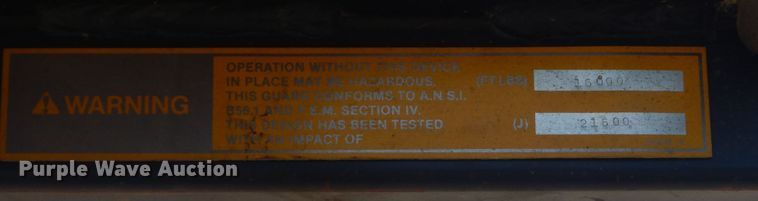 WARNING
OPERATION WITHOUT THIS DEVICE
IN PLACE MAY BE HAZARDOUS.
THIS GUARD CONFORMS TO A.N.S.I.
B56.1 AND F.E.M. SECTION IV.
THIS DESIGN HAS BEEN TESTED
WITH AN IMPACT OF
(FT LBS) 16000
(J) 21600
Purple Wave Auction